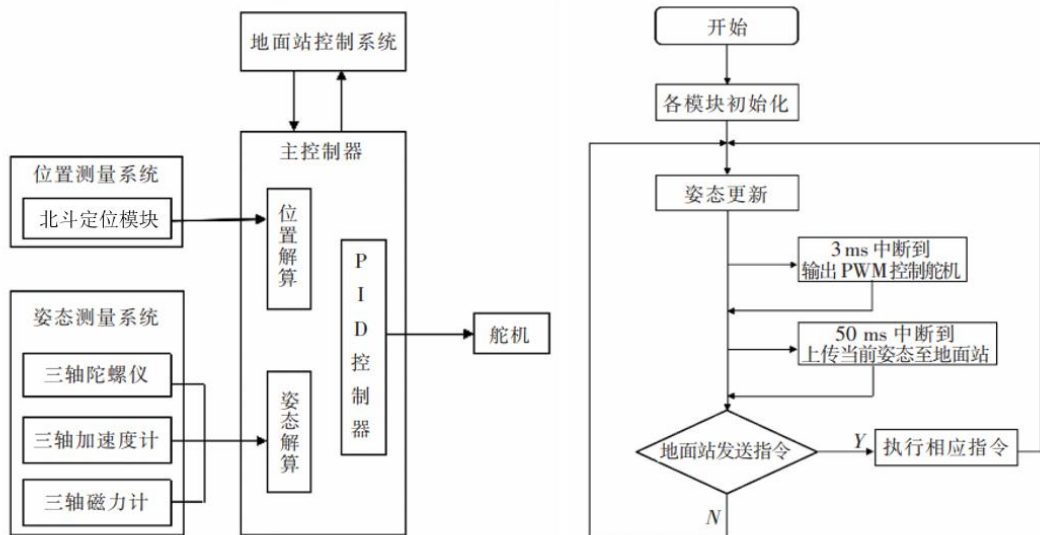 地面站控制系统
主控制器
位置测量系统
北斗定位模块
位置解算
姿态测量系统
三轴陀螺仪
三轴加速度计
三轴磁力计
姿态解算
PID控制器
舵机
开始
各模块初始化
姿态更新
3 ms 中断到
输出 PWM 控制舵机
50 ms 中断到
上传当前姿态至地面站
地面站发送指令
Y
执行相应指令
N